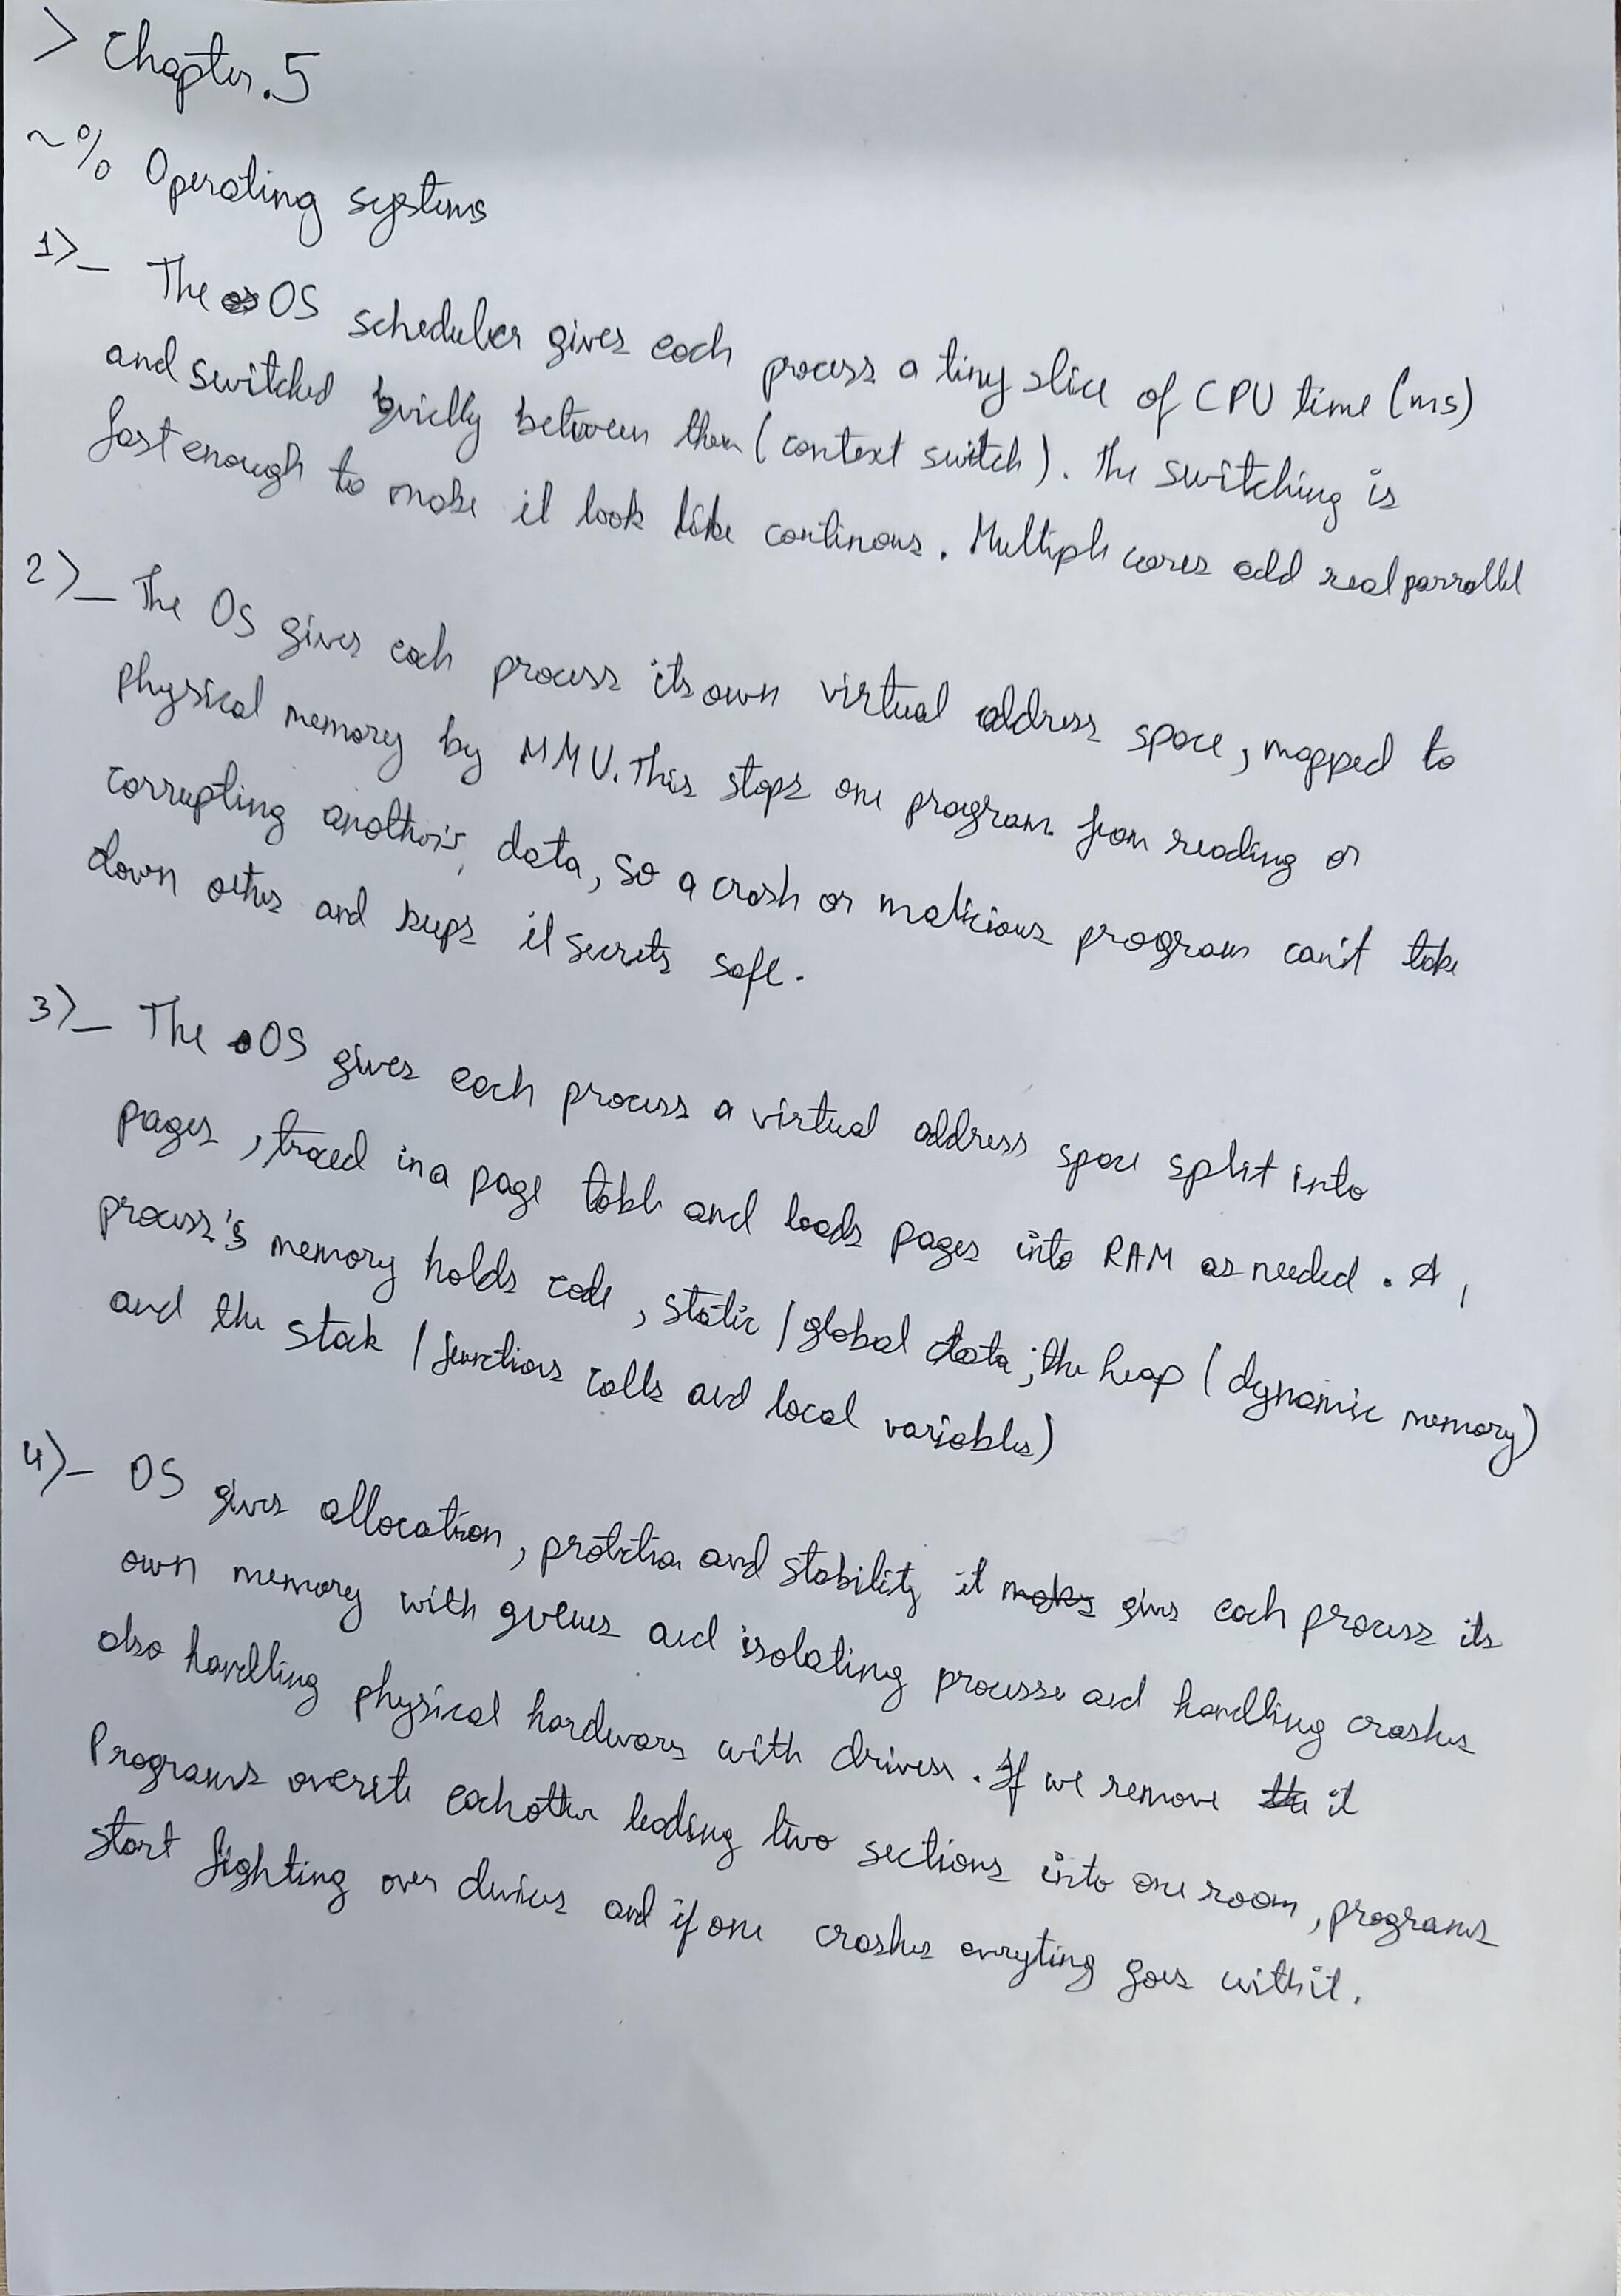 > Chapter.5
~% Operating systems
1>_ The OS scheduler gives each process a tiny slice of CPU time (ms)
and switched quickly between them (context switch). The switching is
fast enough to make it look like continous. Multiple cores add real parrallel
2>_ The OS gives each process its own virtual address space, mapped to
physical memory by MMU. This stops one program from reading or
corrupting another's data, so a crash or malicious program can't take
down other and keeps it secrets safe.
3>_ The OS gives each process a virtual address space split into
pages, traced in a page table and loads pages into RAM as needed. A,
process's memory holds code, static / global data; the heap (dynamic memory)
and the stack / functions calls and local variables)
4>_ OS gives allocation, protection and stability it gives each process its
own memory with queues and isolating processe and handling crashes
also handling physical hardwars with drivess. If we remove it
Programs overite eachother leading two sections into one room, programs
start fighting over devices and if one crashes evryting goes with it.